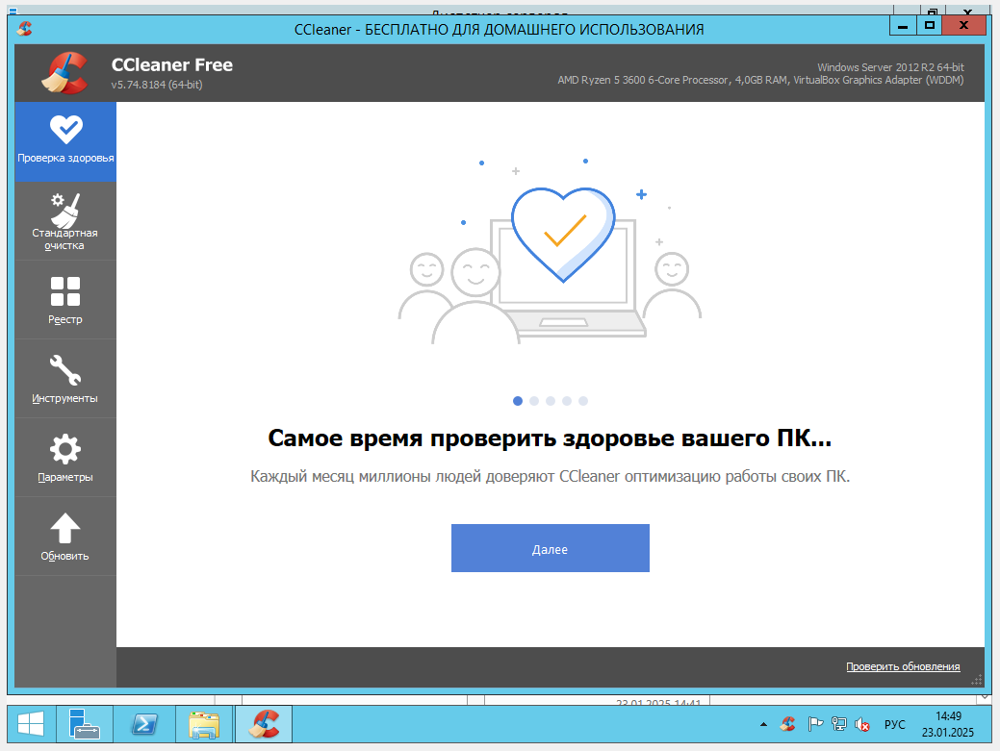 CCleaner - БЕСПЛАТНО ДЛЯ ДОМАШНЕГО ИСПОЛЬЗОВАНИЯ
CCleaner Free
v5.74.8184 (64-bit)
Windows Server 2012 R2 64-bit
AMD Ryzen 5 3600 6-Core Processor, 4,0GB RAM, VirtualBox Graphics Adapter (WDDM)
Проверка здоровья
Стандартная
очистка
Реестр
Инструменты
Параметры
Обновить
Самое время проверить здоровье вашего ПК...
Каждый месяц миллионы людей доверяют CCleaner оптимизацию работы своих ПК.
Далее
Проверить обновления
23.01.2025 14:41
РУС
14:49
23.01.2025